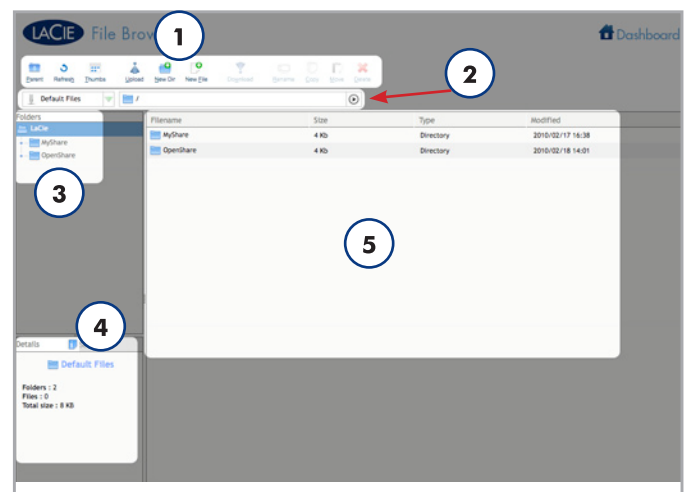 LACIE File Brow
Dashboard
1
Parent Refresh Thumbs Upload New Dir New File Download Rename Copy Move Delete
2
Default Files /
Folders
LaCie
MyShare
OpenShare
3
Filename Size Type Modified
MyShare 4 Kb Directory 2010/02/17 16:38
OpenShare 4 Kb Directory 2010/02/18 14:01
5
4
Details
Default Files
Folders : 2
Files : 0
Total size : 8 KB